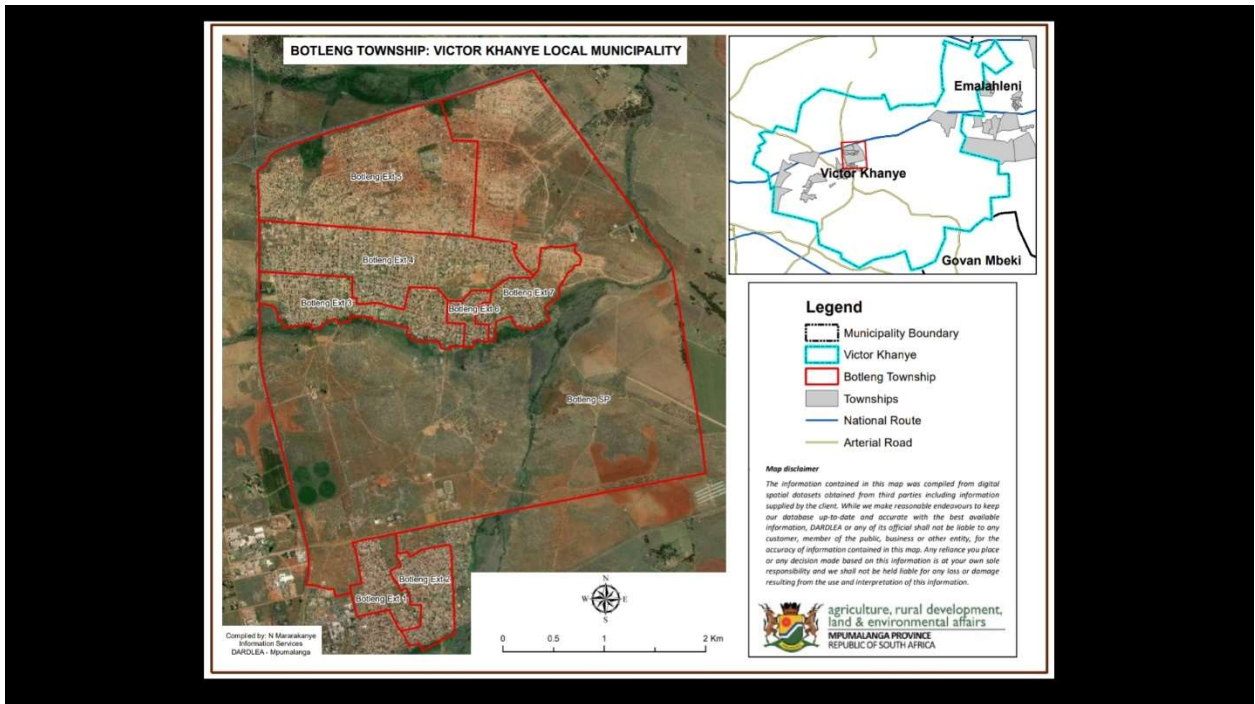 BOTLENG TOWNSHIP: VICTOR KHANYE LOCAL MUNICIPALITY
Botleng Ext 5
Botleng Ext 4
Botleng Ext 3
Botleng Ext 6
Botleng Ext 7
Botleng SP
Botleng Ext 2
Botleng Ext 1
Compiled by: N Mararakanye
Information Services
DARDLEA - Mpumalanga
N
W
E
S
0
0.5
1
2 Km
Emalahleni
Victor Khanye
Govan Mbeki
Legend
Municipality Boundary
Victor Khanye
Botleng Township
Townships
National Route
Arterial Road
Map disclaimer
The information contained in this map was compiled from digital
spatial datasets obtained from third parties including information
supplied by the client. While we make reasonable endeavours to keep
our database up-to-date and accurate with the best available
information, DARDLEA or any of its official shall not be liable to any
customer, member of the public, business or other entity, for the
accuracy of information contained in this map. Any reliance you place
or any decision made based on this information is at your own sole
responsibility and we shall not be held liable for any loss or damage
resulting from the use and interpretation of this information.
agriculture, rural development,
land & environmental affairs
MPUMALANGA PROVINCE
REPUBLIC OF SOUTH AFRICA